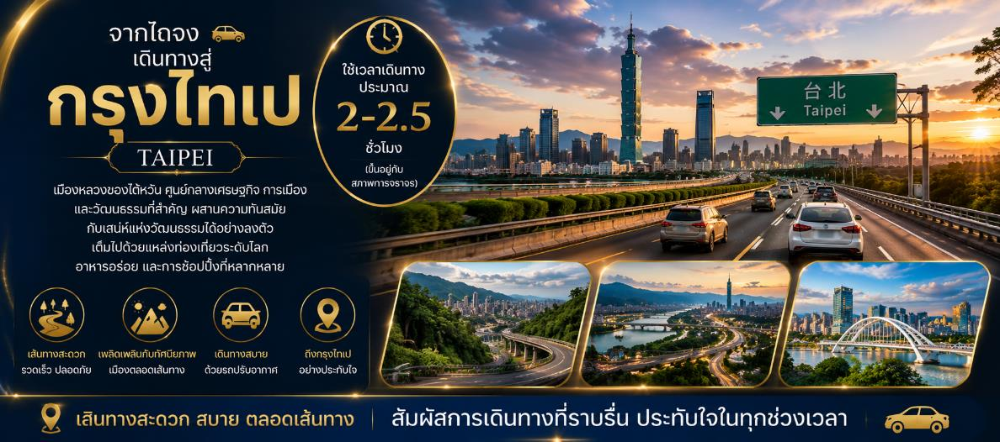 จากไถจง
เดินทางสู่
กรุงไทเป
TAIPEI
เมืองหลวงของไต้หวัน ศูนย์กลางเศรษฐกิจ การเมือง
และวัฒนธรรมที่สำคัญ ผสานความทันสมัย
กับเสน่ห์แห่งวัฒนธรรมได้อย่างลงตัว
เต็มไปด้วยแหล่งท่องเที่ยวระดับโลก
อาหารอร่อย และการช้อปปิ้งที่หลากหลาย
ใช้เวลาเดินทาง
ประมาณ
2-2.5
ชั่วโมง
(ขึ้นอยู่กับ
สภาพการจราจร)
台北
Taipei
เส้นทางสะดวก
รวดเร็ว ปลอดภัย
เพลิดเพลินกับทัศนียภาพ
เมืองตลอดเส้นทาง
เดินทางสบาย
ด้วยรถปรับอากาศ
ถึงกรุงไทเป
อย่างประทับใจ
เสินทางสะดวก สบาย ตลอดเส้นทาง
สัมผัสการเดินทางที่ราบรื่น ประทับใจในทุกช่วงเวลา